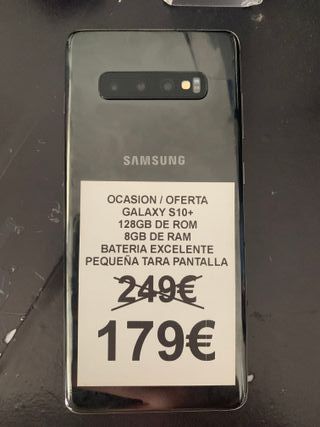 SAMSUNG
OCASION / OFERTA
GALAXY S10+
128GB DE ROM
8GB DE RAM
BATERIA EXCELENTE
PEQUEÑA TARA PANTALLA
249€
179€